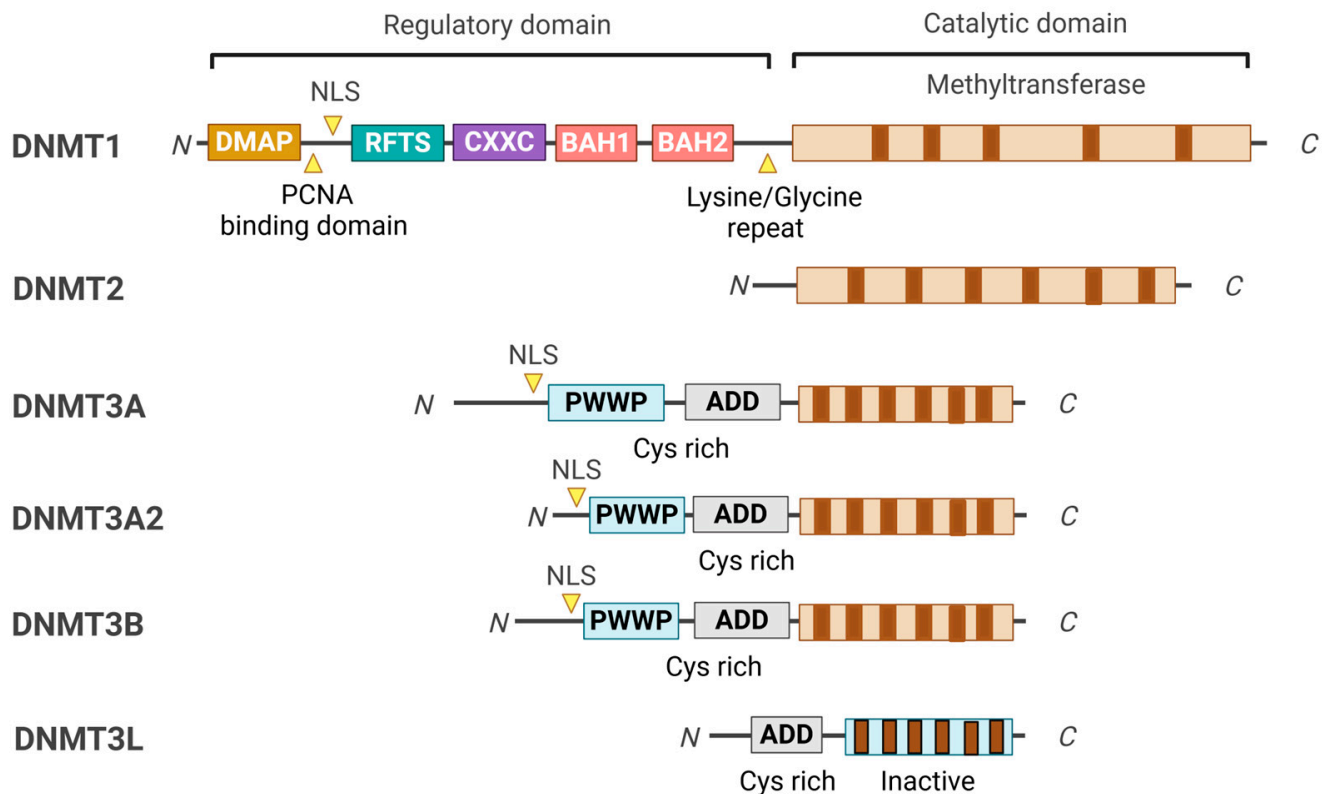 Regulatory domain
Catalytic domain
Methyltransferase
NLS
DNMT1 N DMAP RFTS CXXC BAH1 BAH2 C
PCNA
binding domain
Lysine/Glycine
repeat
DNMT2 N C
NLS
DNMT3A N PWWP ADD C
Cys rich
NLS
DNMT3A2 N PWWP ADD C
Cys rich
NLS
DNMT3B N PWWP ADD C
Cys rich
DNMT3L N ADD C
Cys rich Inactive